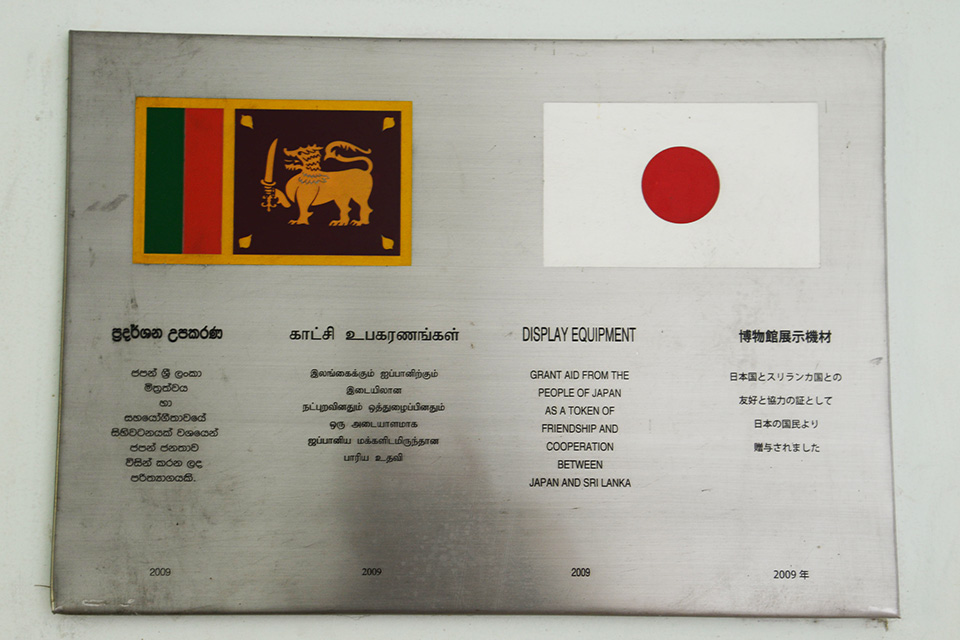 ප්‍රදර්ශන උපකරණ
ජපන් ශ්‍රී ලංකා
මිත්‍රත්වය
හා
සහයෝගීතාවයේ
සිහිවටනයක් වශයෙන්
ජපන් ජනතාව
විසින් කරන ලද
පරිත්‍යාගයකි.
2009
காட்சி உபகரணங்கள்
இலங்கைக்கும் ஐப்பானிற்கும்
இடையிலான
நட்புறவினதும் ஒத்துழைப்பினதும்
ஒரு அடையாளமாக
ஜப்பானிய மக்களிடமிருந்தான
பாரிய உதவி
2009
DISPLAY EQUIPMENT
GRANT AID FROM THE
PEOPLE OF JAPAN
AS A TOKEN OF
FRIENDSHIP AND
COOPERATION
BETWEEN
JAPAN AND SRI LANKA
2009
博物館展示機材
日本国とスリランカ国との
友好と協力の証として
日本の国民より
贈与されました
2009 年